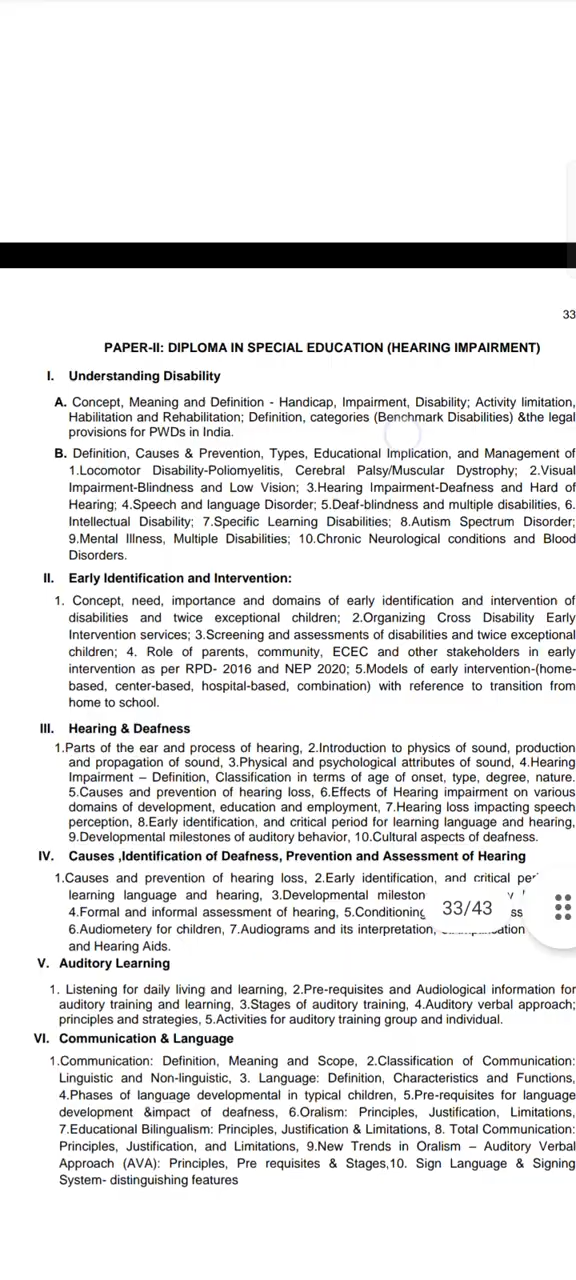 33
PAPER-II: DIPLOMA IN SPECIAL EDUCATION (HEARING IMPAIRMENT)
I. Understanding Disability
A. Concept, Meaning and Definition - Handicap, Impairment, Disability; Activity limitation,
Habilitation and Rehabilitation; Definition, categories (Benchmark Disabilities) &the legal
provisions for PWDs in India.
B. Definition, Causes & Prevention, Types, Educational Implication, and Management of
1.Locomotor Disability-Poliomyelitis, Cerebral Palsy/Muscular Dystrophy; 2.Visual
Impairment-Blindness and Low Vision; 3.Hearing Impairment-Deafness and Hard of
Hearing; 4.Speech and language Disorder; 5.Deaf-blindness and multiple disabilities, 6.
Intellectual Disability; 7.Specific Learning Disabilities; 8.Autism Spectrum Disorder;
9.Mental Illness, Multiple Disabilities; 10.Chronic Neurological conditions and Blood
Disorders.
II. Early Identification and Intervention:
1. Concept, need, importance and domains of early identification and intervention of
disabilities and twice exceptional children; 2.Organizing Cross Disability Early
Intervention services; 3.Screening and assessments of disabilities and twice exceptional
children; 4. Role of parents, community, ECEC and other stakeholders in early
intervention as per RPD- 2016 and NEP 2020; 5.Models of early intervention-(home-
based, center-based, hospital-based, combination) with reference to transition from
home to school.
III. Hearing & Deafness
1.Parts of the ear and process of hearing, 2.Introduction to physics of sound, production
and propagation of sound, 3.Physical and psychological attributes of sound, 4.Hearing
Impairment – Definition, Classification in terms of age of onset, type, degree, nature.
5.Causes and prevention of hearing loss, 6.Effects of Hearing impairment on various
domains of development, education and employment, 7.Hearing loss impacting speech
perception, 8.Early identification, and critical period for learning language and hearing,
9.Developmental milestones of auditory behavior, 10.Cultural aspects of deafness.
IV. Causes ,Identification of Deafness, Prevention and Assessment of Hearing
1.Causes and prevention of hearing loss, 2.Early identification, and critical
learning language and hearing, 3.Developmental
4.Formal and informal assessment of hearing, 5.Conditioning
33/43
6.Audiometery for children, 7.Audiograms and its interpretation,
and Hearing Aids.
V. Auditory Learning
1. Listening for daily living and learning, 2.Pre-requisites and Audiological information for
auditory training and learning, 3.Stages of auditory training, 4.Auditory verbal approach;
principles and strategies, 5.Activities for auditory training group and individual.
VI. Communication & Language
1.Communication: Definition, Meaning and Scope, 2.Classification of Communication:
Linguistic and Non-linguistic, 3. Language: Definition, Characteristics and Functions,
4.Phases of language developmental in typical children, 5.Pre-requisites for language
development &impact of deafness, 6.Oralism: Principles, Justification, Limitations,
7.Educational Bilingualism: Principles, Justification & Limitations, 8. Total Communication:
Principles, Justification, and Limitations, 9.New Trends in Oralism – Auditory Verbal
Approach (AVA): Principles, Pre requisites & Stages,10. Sign Language & Signing
System- distinguishing features